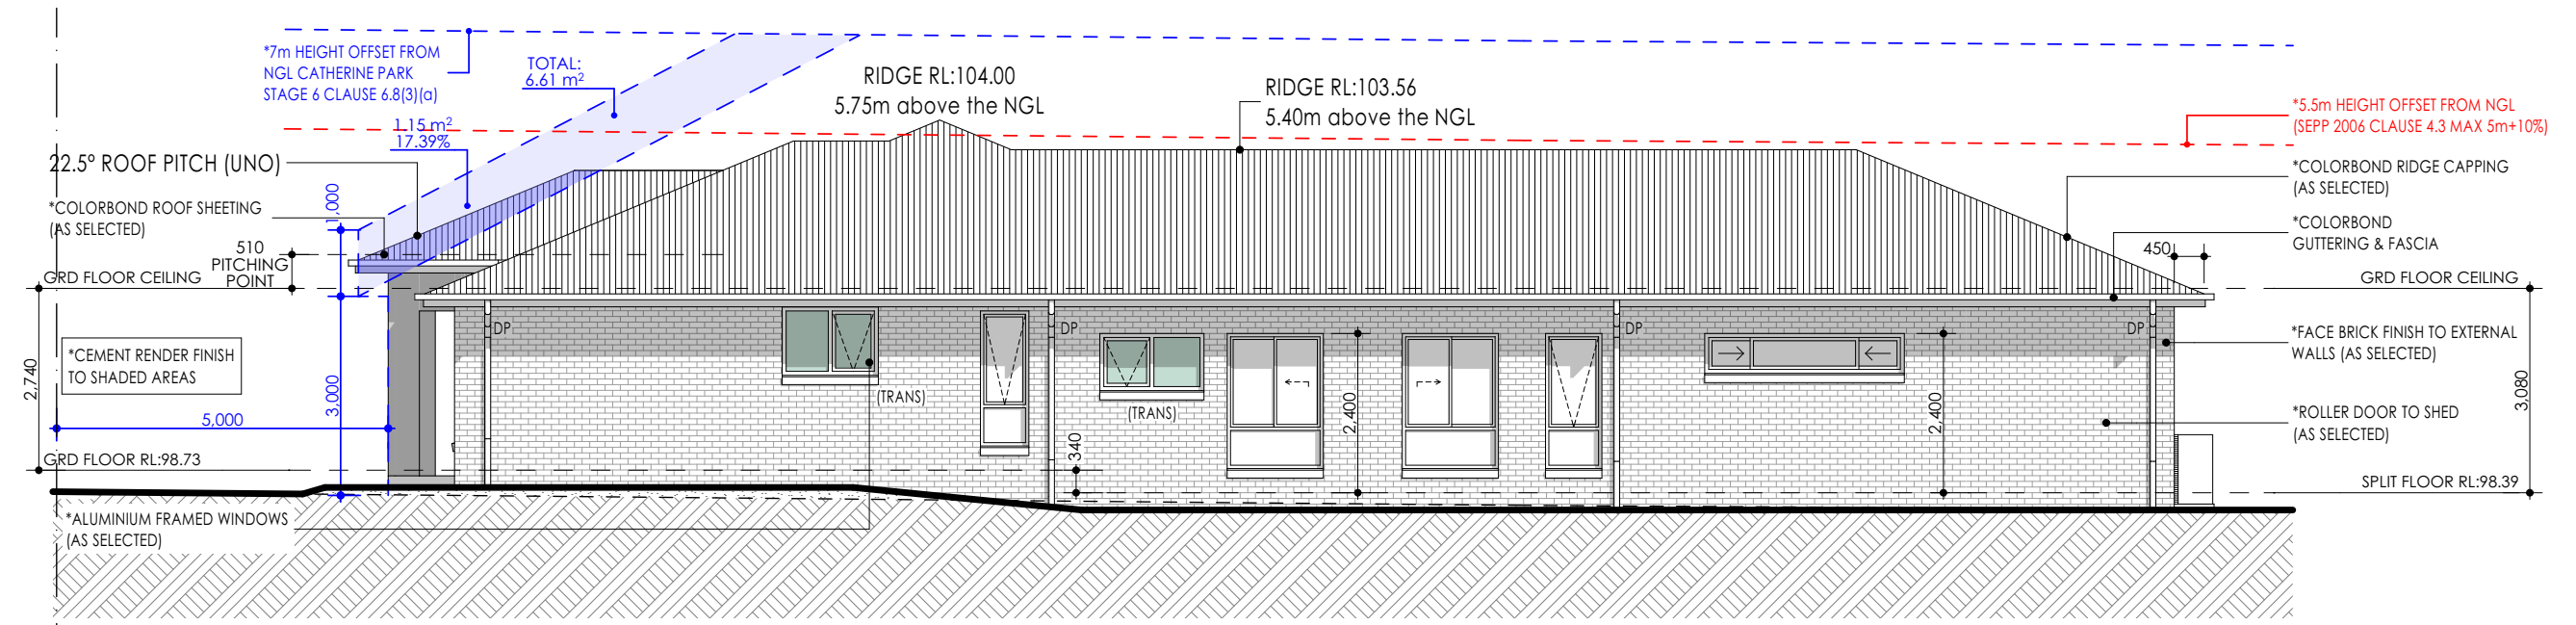 *7m HEIGHT OFFSET FROM
NGL CATHERINE PARK
STAGE 6 CLAUSE 6.8(3)(a)
TOTAL:
6.61 m²
1.15 m²
17.39%
RIDGE RL:104.00
5.75m above the NGL
RIDGE RL:103.56
5.40m above the NGL
*5.5m HEIGHT OFFSET FROM NGL
(SEPP 2006 CLAUSE 4.3 MAX 5m+10%)
22.5° ROOF PITCH (UNO)
*COLORBOND ROOF SHEETING
(AS SELECTED)
1,000
510
PITCHING
POINT
GRD FLOOR CEILING
2,740
*CEMENT RENDER FINISH
TO SHADED AREAS
3,000
5,000
GRD FLOOR RL:98.73
*ALUMINIUM FRAMED WINDOWS
(AS SELECTED)
DP
(TRANS)
DP
(TRANS)
340
2,400
DP
2,400
DP
*COLORBOND RIDGE CAPPING
(AS SELECTED)
*COLORBOND
GUTTERING & FASCIA
450
GRD FLOOR CEILING
*FACE BRICK FINISH TO EXTERNAL
WALLS (AS SELECTED)
3,080
*ROLLER DOOR TO SHED
(AS SELECTED)
SPLIT FLOOR RL:98.39